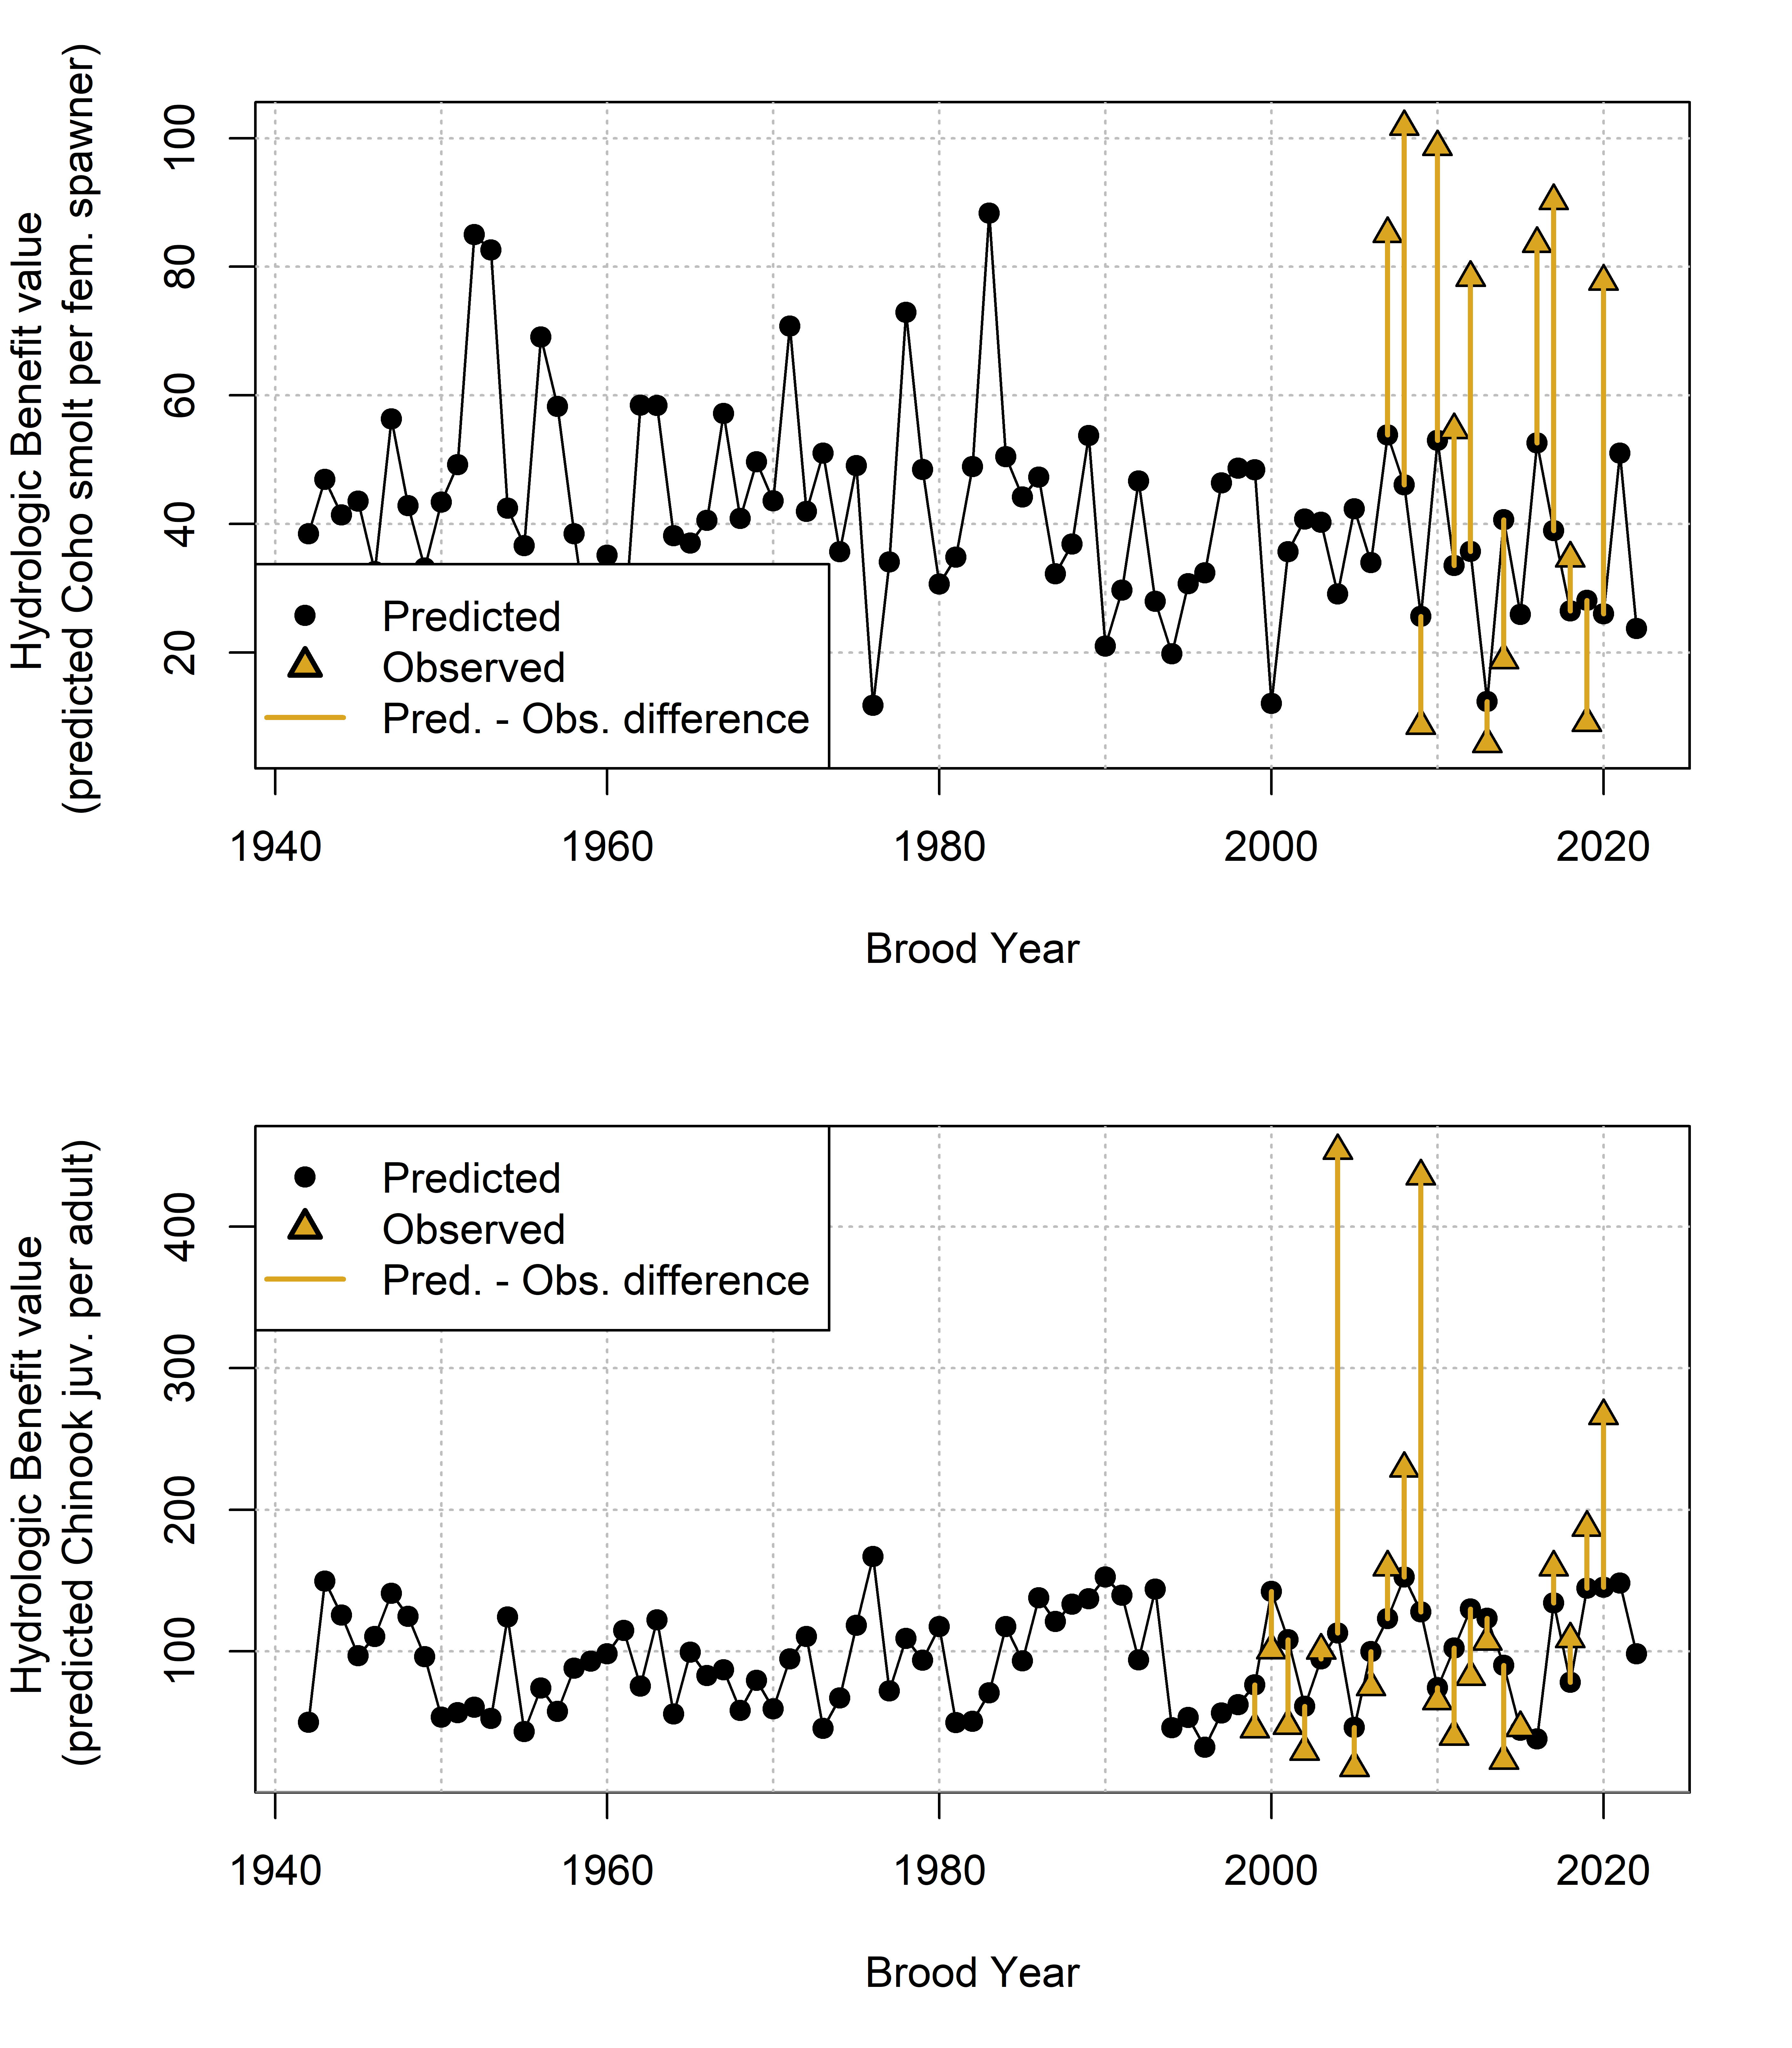 Hydrologic Benefit value
(predicted Coho smolt per fem. spawner)
100
80
60
40
20
Predicted
Observed
Pred. - Obs. difference
1940 1960 1980 2000 2020
Brood Year
Hydrologic Benefit value
(predicted Chinook juv. per adult)
400
300
200
100
Predicted
Observed
Pred. - Obs. difference
1940 1960 1980 2000 2020
Brood Year